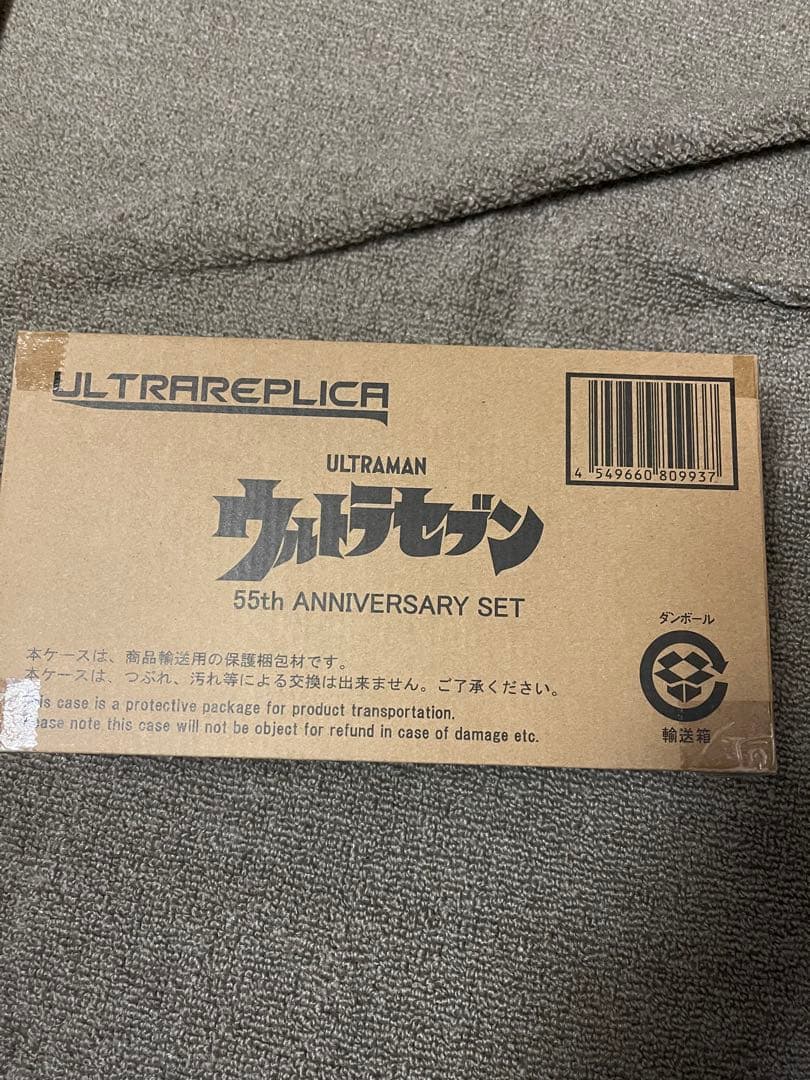 ULTRAREPLICA
4 549660 809937
ULTRAMAN
ウルトラセブン
55th ANNIVERSARY SET
本ケースは、商品輸送用の保護梱包材です。
本ケースは、つぶれ、汚れ等による交換は出来ません。ご了承ください。
This case is a protective package for product transportation.
Please note this case will not be object for refund in case of damage etc.
ダンボール
輸送箱